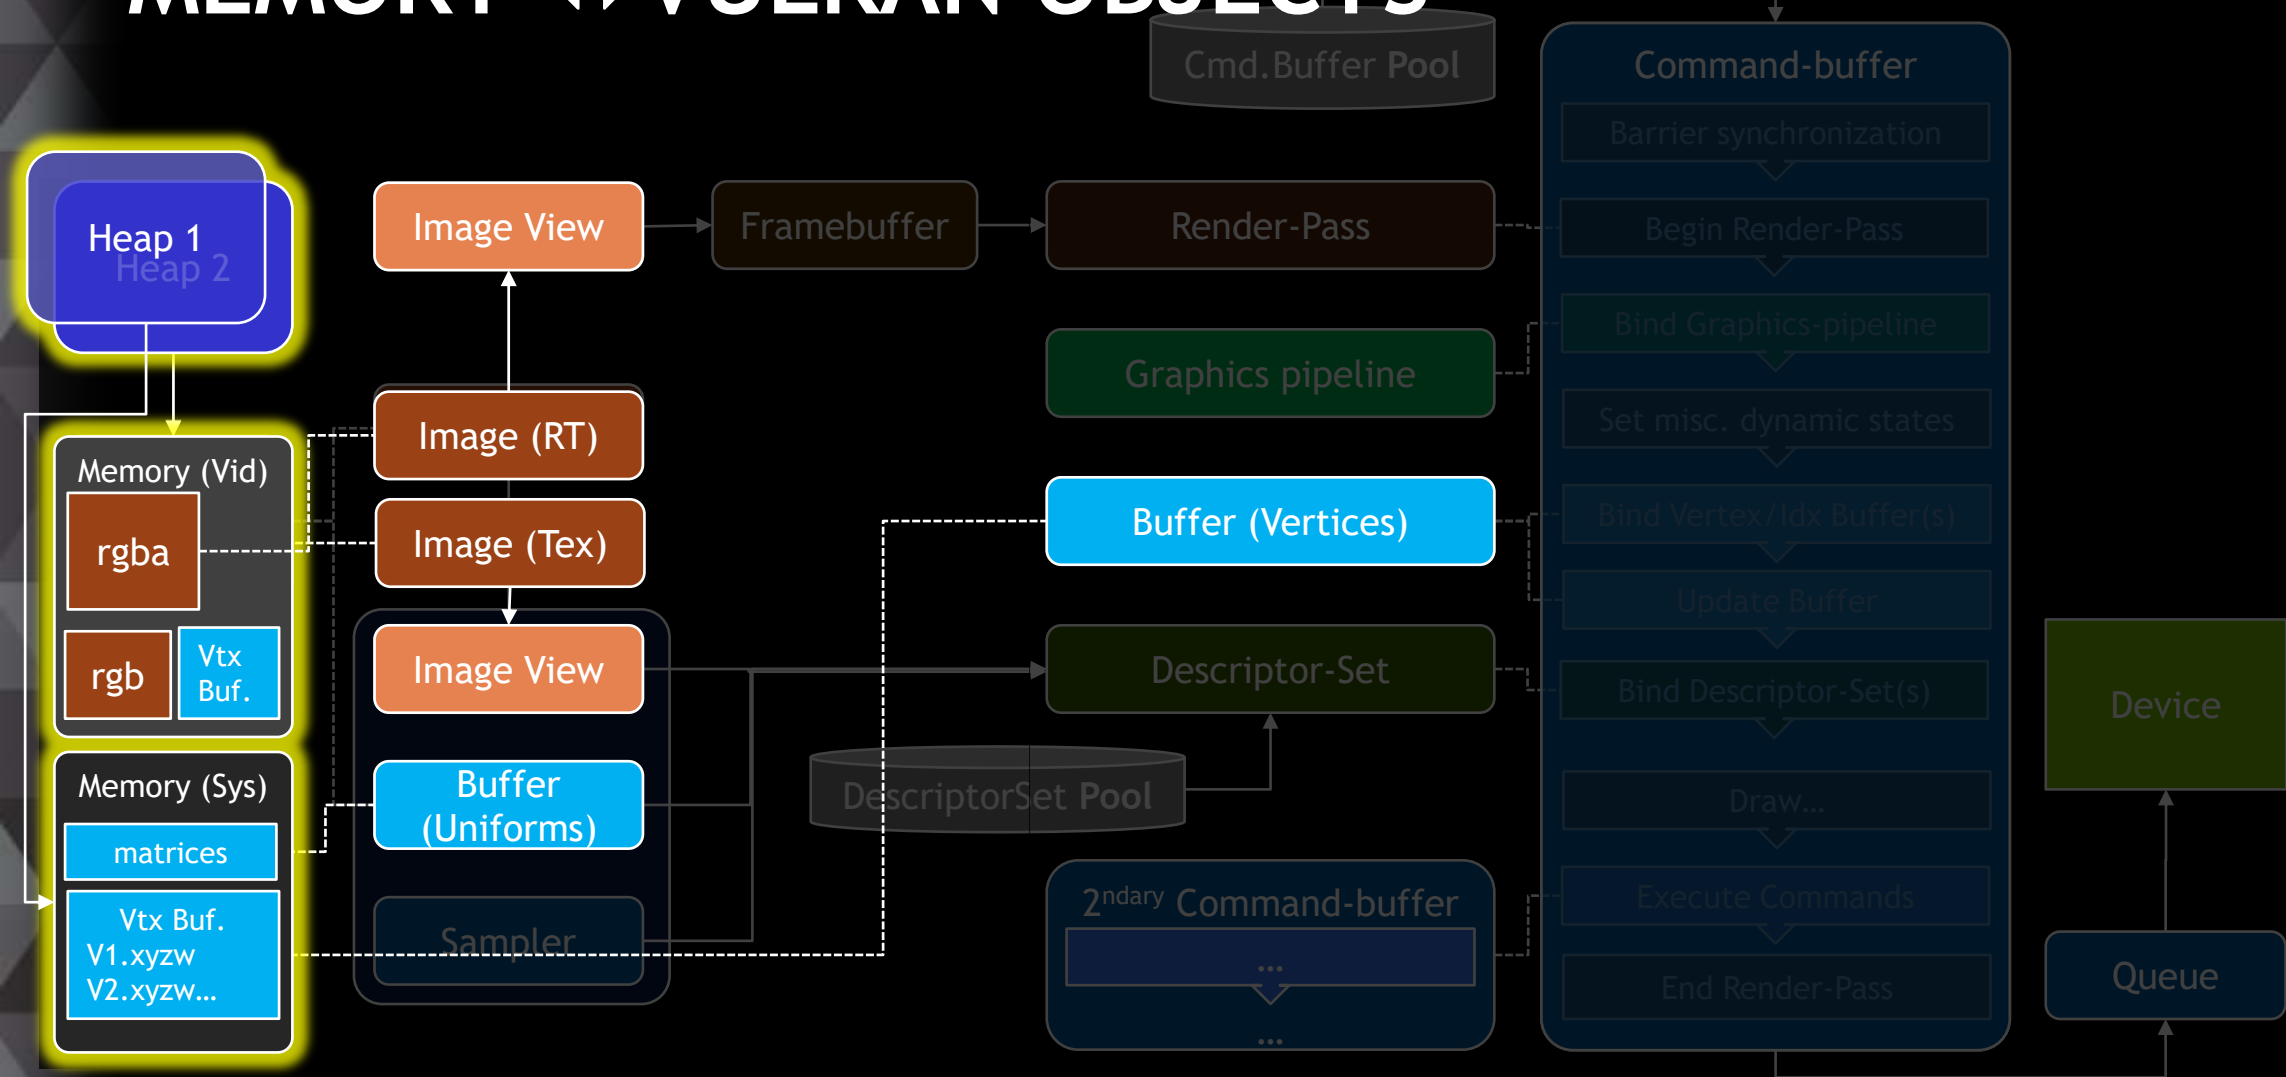 MEMORY ⇔ VULKAN OBJECTS
Cmd.Buffer Pool
Command-buffer
Barrier synchronization
Heap 1
Heap 2
Image View
Framebuffer
Render-Pass
Begin Render-Pass
Bind Graphics-pipeline
Graphics pipeline
Image (RT)
Set misc. dynamic states
Memory (Vid)
rgba
Image (Tex)
Buffer (Vertices)
Bind Vertex/Idx Buffer(s)
Update Buffer
rgb
Vtx
Buf.
Image View
Descriptor-Set
Bind Descriptor-Set(s)
Device
Memory (Sys)
Buffer
(Uniforms)
DescriptorSet Pool
Draw…
matrices
Vtx Buf.
V1.xyzw
V2.xyzw…
Sampler
2ndary Command-buffer
…
…
Execute Commands
End Render-Pass
Queue